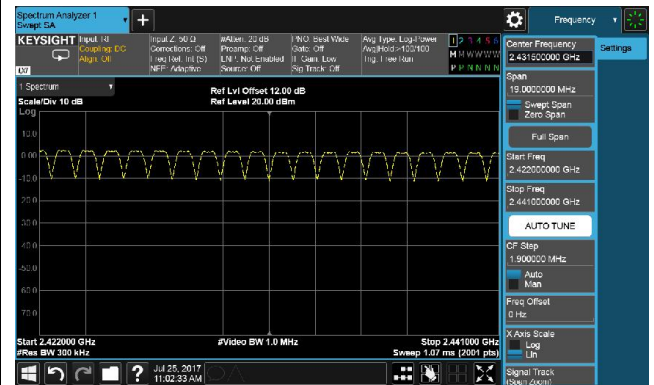 Spectrum Analyzer 1
Swept SA
Frequency
KEYSIGHT
Input: RF
Coupling: DC
Align: Off
Input Z: 50 Ω
Corrections: Off
Freq Ref: Int (S)
NFE: Adaptive
#Atten: 20 dB
Preamp: Off
LNP: Not Enabled
Source: Off
PNO: Best Wide
Gate: Off
IF Gain: Low
Sig Track: Off
Avg Type: Log-Power
Avg|Hold:>100/100
Trig: Free Run
1 2 3 4 5 6
M M W W W W
P P N N N N
LXI
1 Spectrum
Scale/Div 10 dB
Log
Ref Lvl Offset 12.00 dB
Ref Level 20.00 dBm
10.0
0.00
-10.0
-20.0
-30.0
-40.0
-50.0
-60.0
-70.0
Start 2.422000 GHz
#Res BW 300 kHz
#Video BW 1.0 MHz
Stop 2.441000 GHz
Sweep 1.07 ms (2001 pts)
Jul 25, 2017
11:02:33 AM
Center Frequency
2.431500000 GHz
Settings
Span
19.0000000 MHz
Swept Span
Zero Span
Full Span
Start Freq
2.422000000 GHz
Stop Freq
2.441000000 GHz
AUTO TUNE
CF Step
1.900000 MHz
Auto
Man
Freq Offset
0 Hz
X Axis Scale
Log
Lin
Signal Track
(Span Zoom)